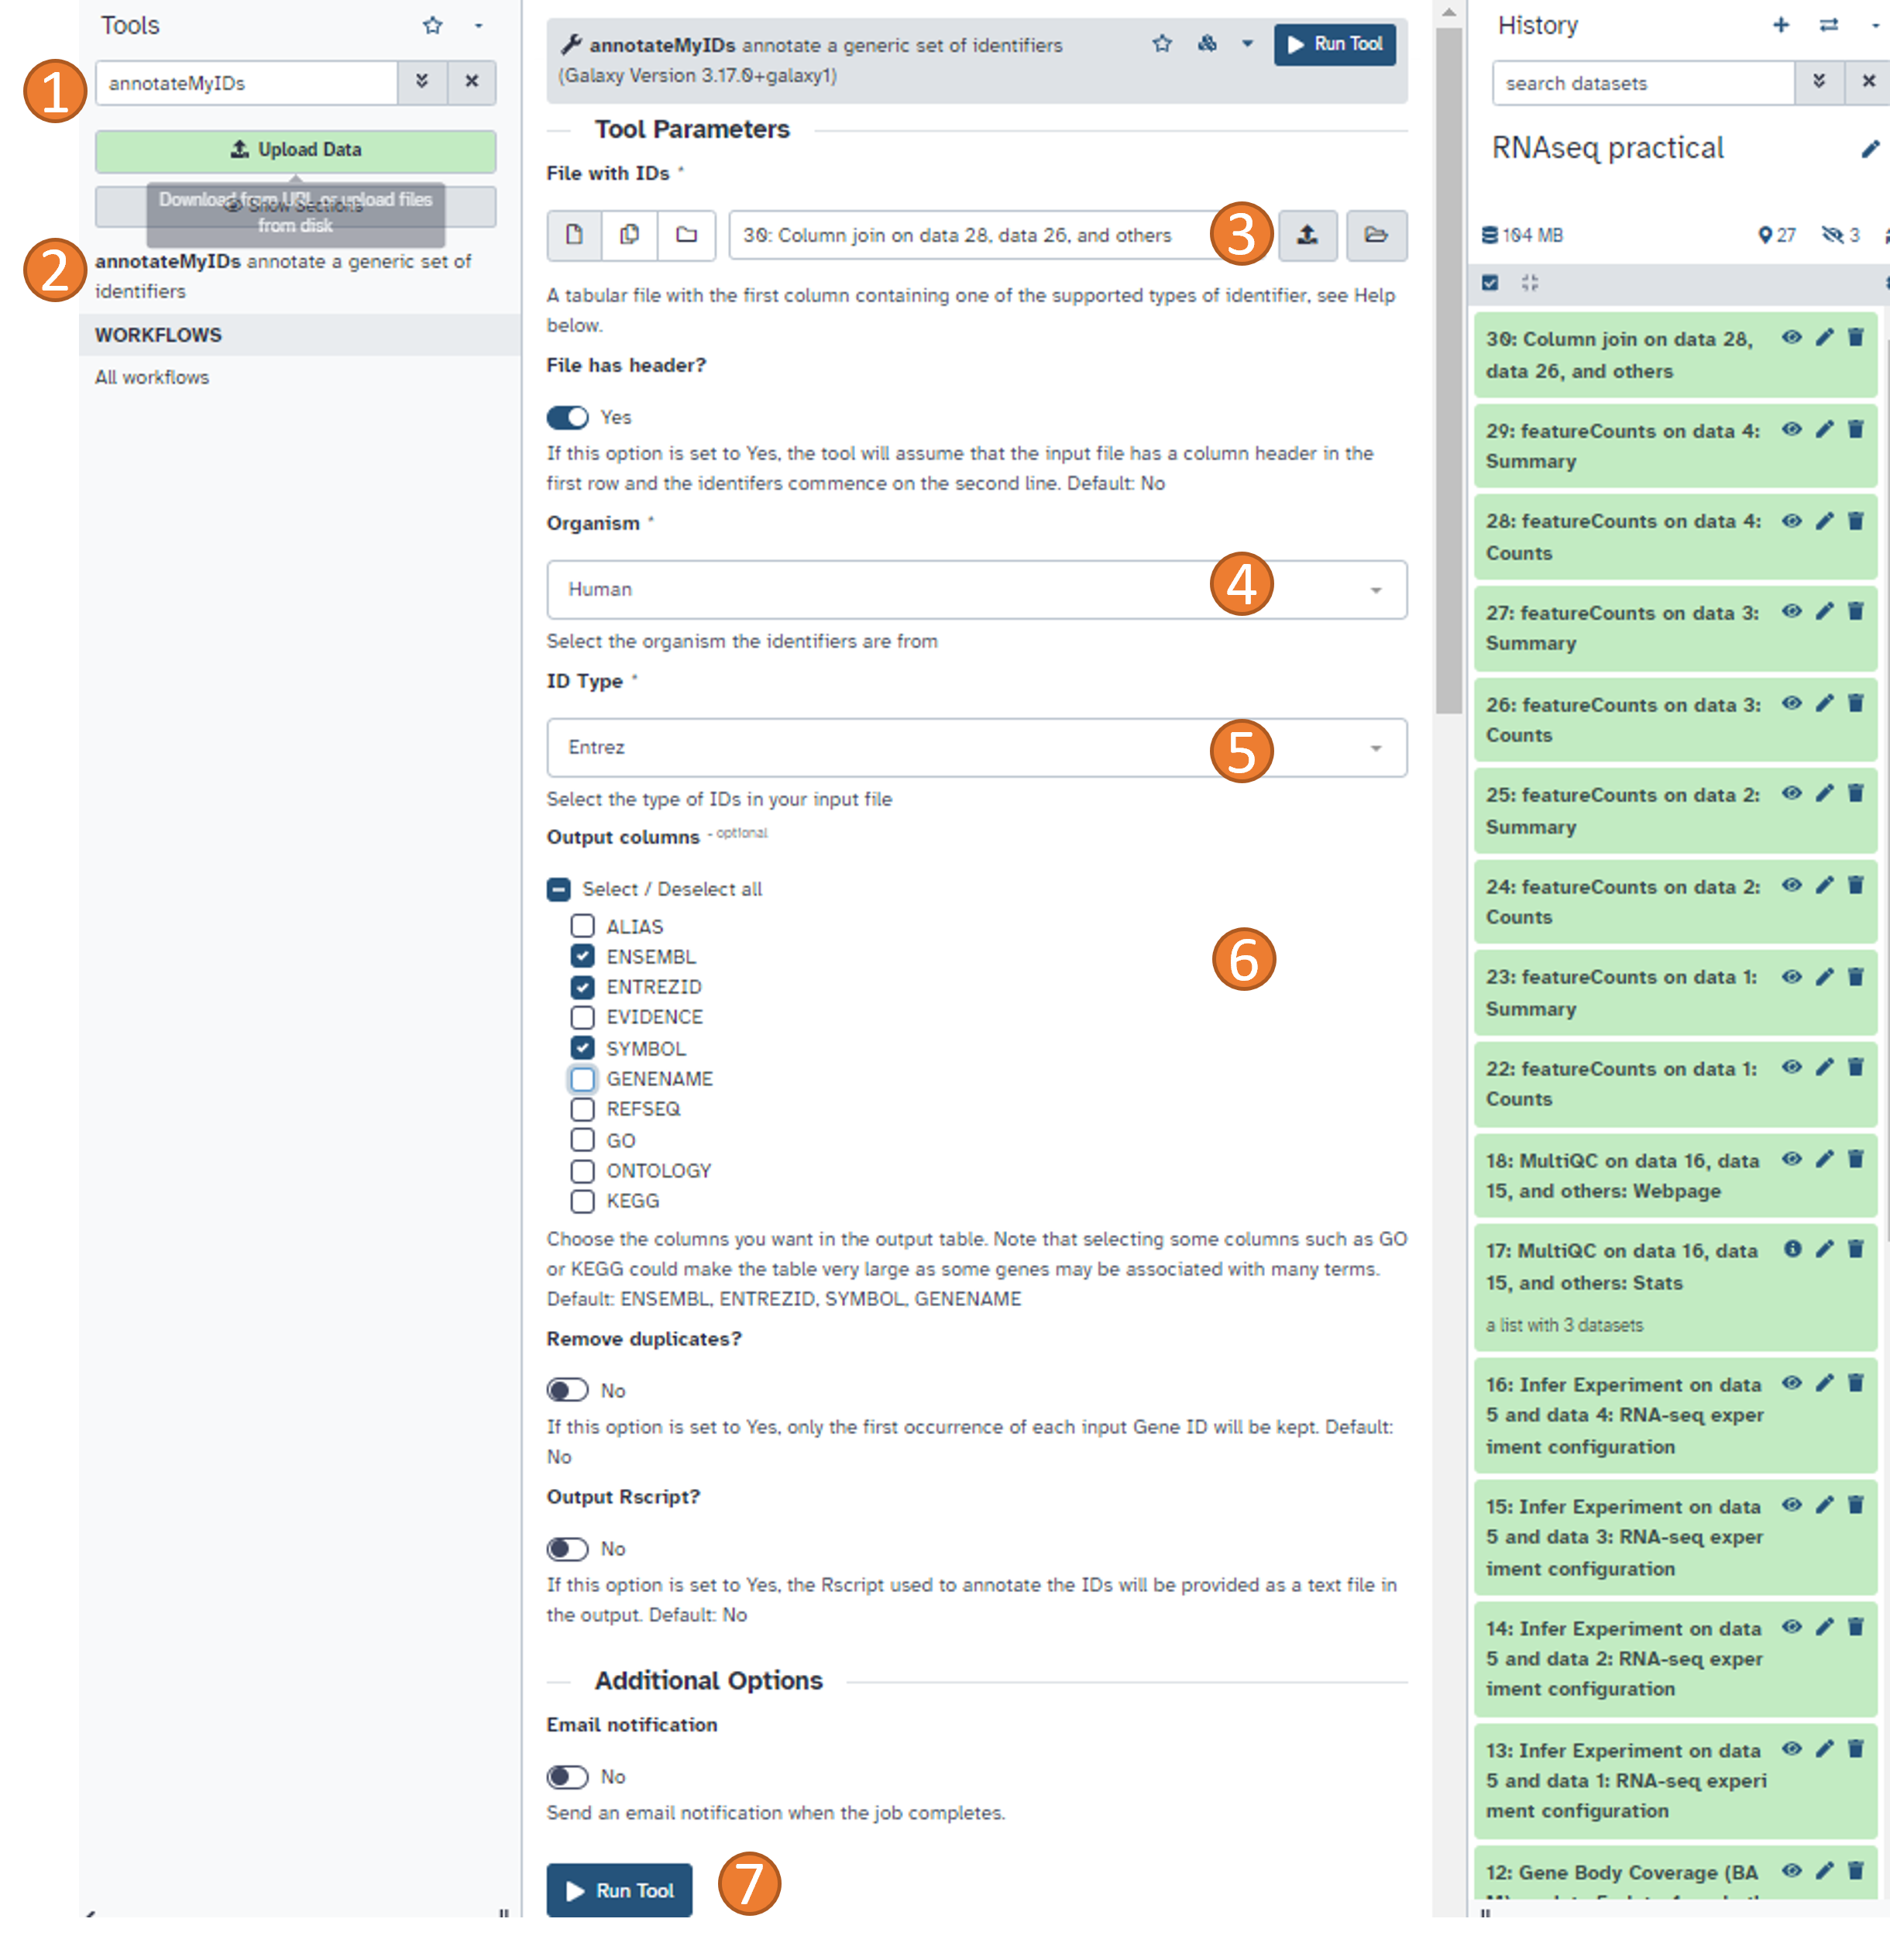 Tools
1
annotateMyIDs
Upload Data
Show Sections
Download from URL or upload files
from disk
2
annotateMyIDs annotate a generic set of
identifiers
WORKFLOWS
All workflows
annotateMyIDs annotate a generic set of identifiers
(Galaxy Version 3.17.0+galaxy1)
Run Tool
Tool Parameters
File with IDs *
30: Column join on data 28, data 26, and others
3
A tabular file with the first column containing one of the supported types of identifier, see Help
below.
File has header?
Yes
If this option is set to Yes, the tool will assume that the input file has a column header in the
first row and the identifers commence on the second line. Default: No
Organism *
Human
4
Select the organism the identifiers are from
ID Type *
Entrez
5
Select the type of IDs in your input file
Output columns - optional
Select / Deselect all
ALIAS
ENSEMBL
6
ENTREZID
EVIDENCE
SYMBOL
GENENAME
REFSEQ
GO
ONTOLOGY
KEGG
Choose the columns you want in the output table. Note that selecting some columns such as GO
or KEGG could make the table very large as some genes may be associated with many terms.
Default: ENSEMBL, ENTREZID, SYMBOL, GENENAME
Remove duplicates?
No
If this option is set to Yes, only the first occurrence of each input Gene ID will be kept. Default:
No
Output Rscript?
No
If this option is set to Yes, the Rscript used to annotate the IDs will be provided as a text file in
the output. Default: No
Additional Options
Email notification
No
Send an email notification when the job completes.
Run Tool
7
History
search datasets
RNAseq practical
104 MB
27
3
30: Column join on data 28,
data 26, and others
29: featureCounts on data 4:
Summary
28: featureCounts on data 4:
Counts
27: featureCounts on data 3:
Summary
26: featureCounts on data 3:
Counts
25: featureCounts on data 2:
Summary
24: featureCounts on data 2:
Counts
23: featureCounts on data 1:
Summary
22: featureCounts on data 1:
Counts
18: MultiQC on data 16, data
15, and others: Webpage
17: MultiQC on data 16, data
15, and others: Stats
a list with 3 datasets
16: Infer Experiment on data
5 and data 4: RNA-seq exper
iment configuration
15: Infer Experiment on data
5 and data 3: RNA-seq exper
iment configuration
14: Infer Experiment on data
5 and data 2: RNA-seq exper
iment configuration
13: Infer Experiment on data
5 and data 1: RNA-seq experi
ment configuration
12: Gene Body Coverage (BA